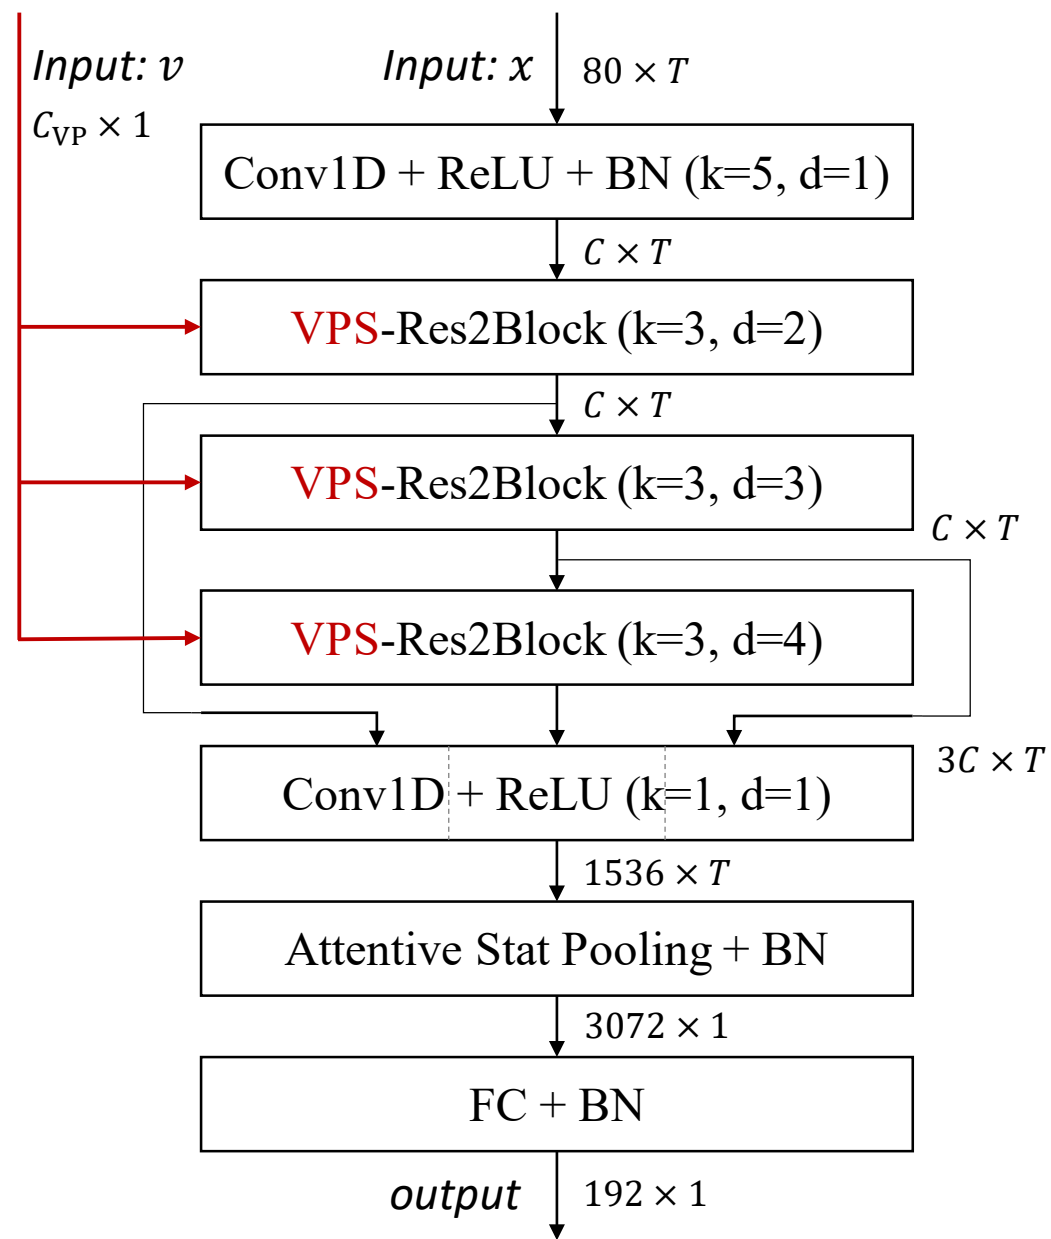 Input: v
C_VP × 1
Input: x
80 × T
Conv1D + ReLU + BN (k=5, d=1)
C × T
VPS-Res2Block (k=3, d=2)
C × T
VPS-Res2Block (k=3, d=3)
C × T
VPS-Res2Block (k=3, d=4)
3C × T
Conv1D + ReLU (k=1, d=1)
1536 × T
Attentive Stat Pooling + BN
3072 × 1
FC + BN
output
192 × 1